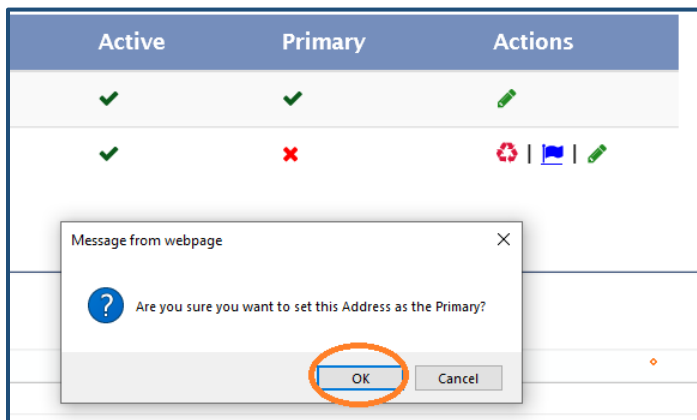 Active Primary Actions
| |
Message from webpage
Are you sure you want to set this Address as the Primary?
OK Cancel